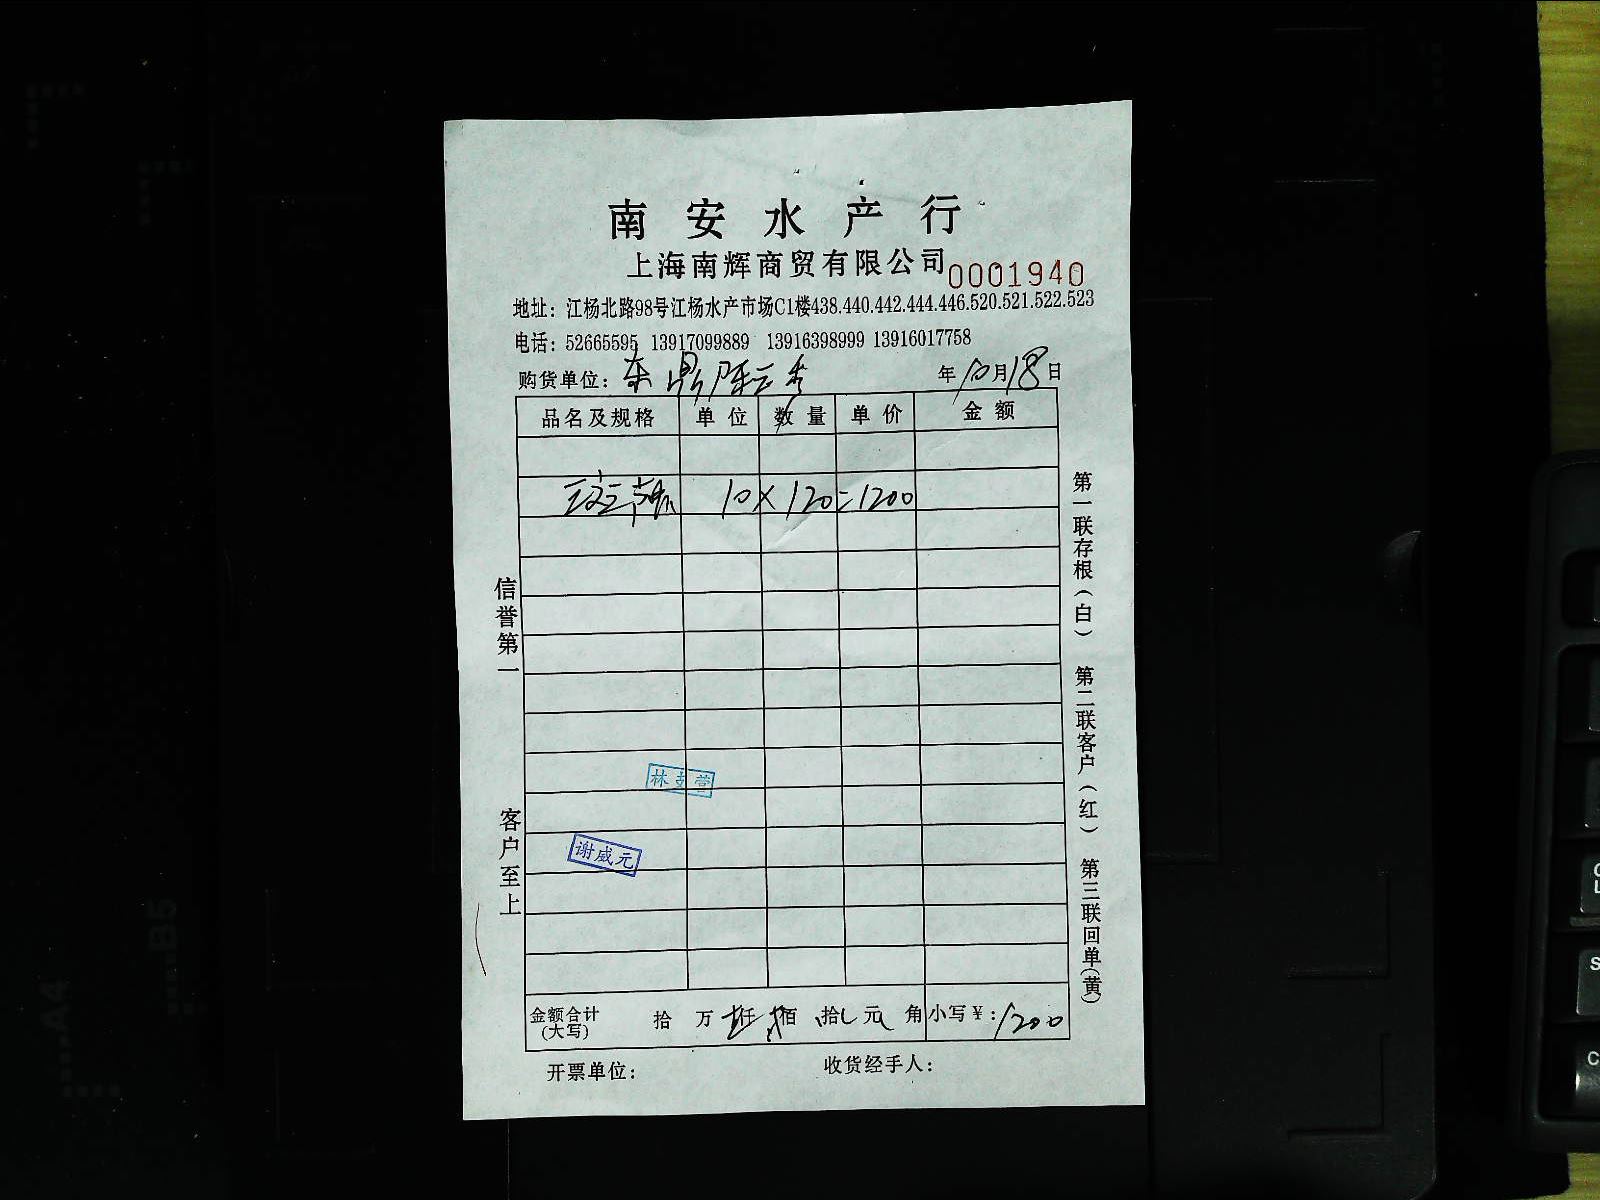 南安水产行
上海南辉商贸有限公司 0001940
地址：江杨北路98号江杨水产市场C1楼438.440.442.444.446.520.521.522.523
电话：52665595 13917099889 13916398999 13916017758
购货单位：东鼎 年10月18日
品名及规格 单位 数量 单价 金额
10×120=1200
信誉第一
客户至上
第一联存根（白） 第二联客户（红） 第三联回单（黄）
谢威元
金额合计（大写） 拾 万 仟 佰 拾 元 角 小写￥：1200
开票单位： 收货经手人：